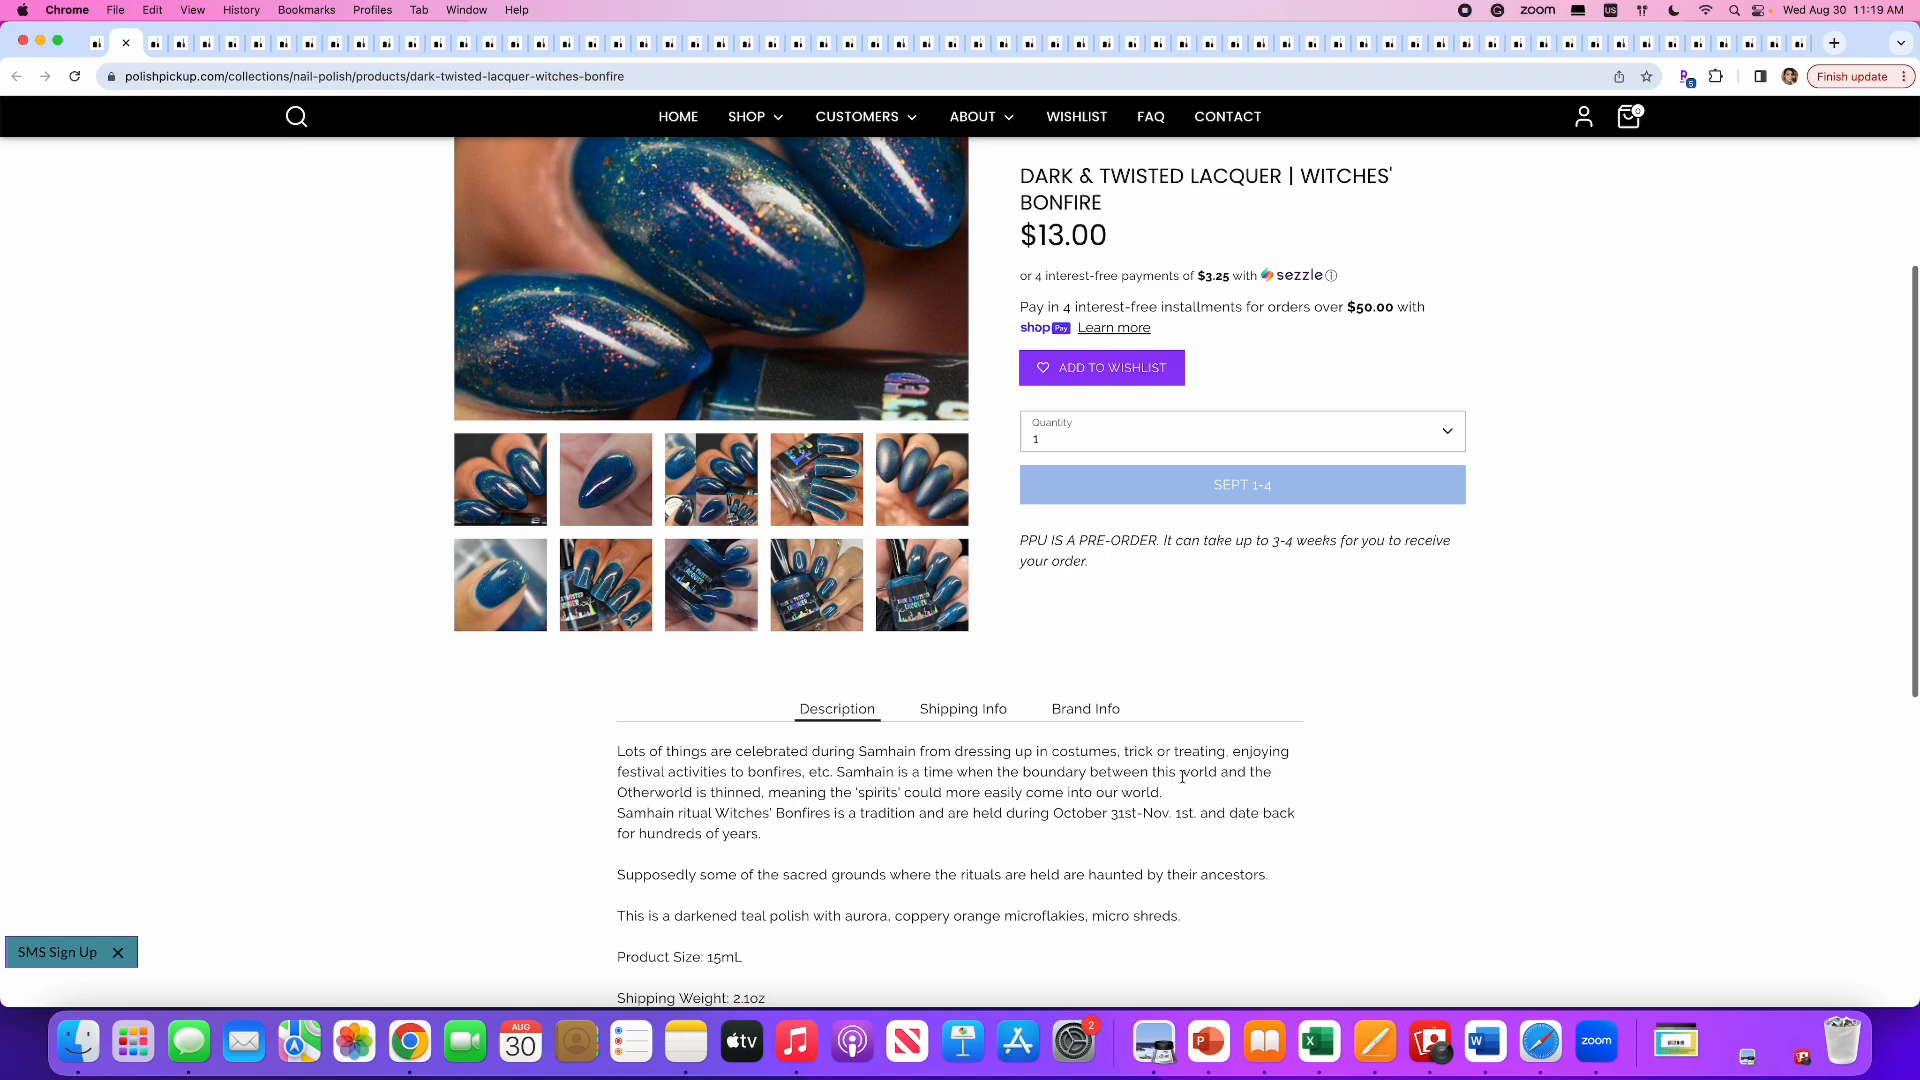 Chrome File Edit View History Bookmarks Profiles Tab Window Help zoom US Wed Aug 30 11:19 AM
polishpickup.com/collections/nail-polish/products/dark-twisted-lacquer-witches-bonfire 5 Finish update
HOME SHOP CUSTOMERS ABOUT WISHLIST FAQ CONTACT 0
DARK & TWISTED LACQUER | WITCHES'
BONFIRE
$13.00
or 4 interest-free payments of $3.25 with sezzle
Pay in 4 interest-free installments for orders over $50.00 with
shop Pay Learn more
ADD TO WISHLIST
Quantity
1
SEPT 1-4
PPU IS A PRE-ORDER. It can take up to 3-4 weeks for you to receive
your order.
Description Shipping Info Brand Info
Lots of things are celebrated during Samhain from dressing up in costumes, trick or treating, enjoying
festival activities to bonfires, etc. Samhain is a time when the boundary between this world and the
Otherworld is thinned, meaning the 'spirits' could more easily come into our world.
Samhain ritual Witches' Bonfires is a tradition and are held during October 31st-Nov. 1st. and date back
for hundreds of years.
Supposedly some of the sacred grounds where the rituals are held are haunted by their ancestors.
This is a darkened teal polish with aurora, coppery orange microflakies, micro shreds.
Product Size: 15mL
Shipping Weight: 2.1oz
SMS Sign Up
AUG
30
tv
2
zoom